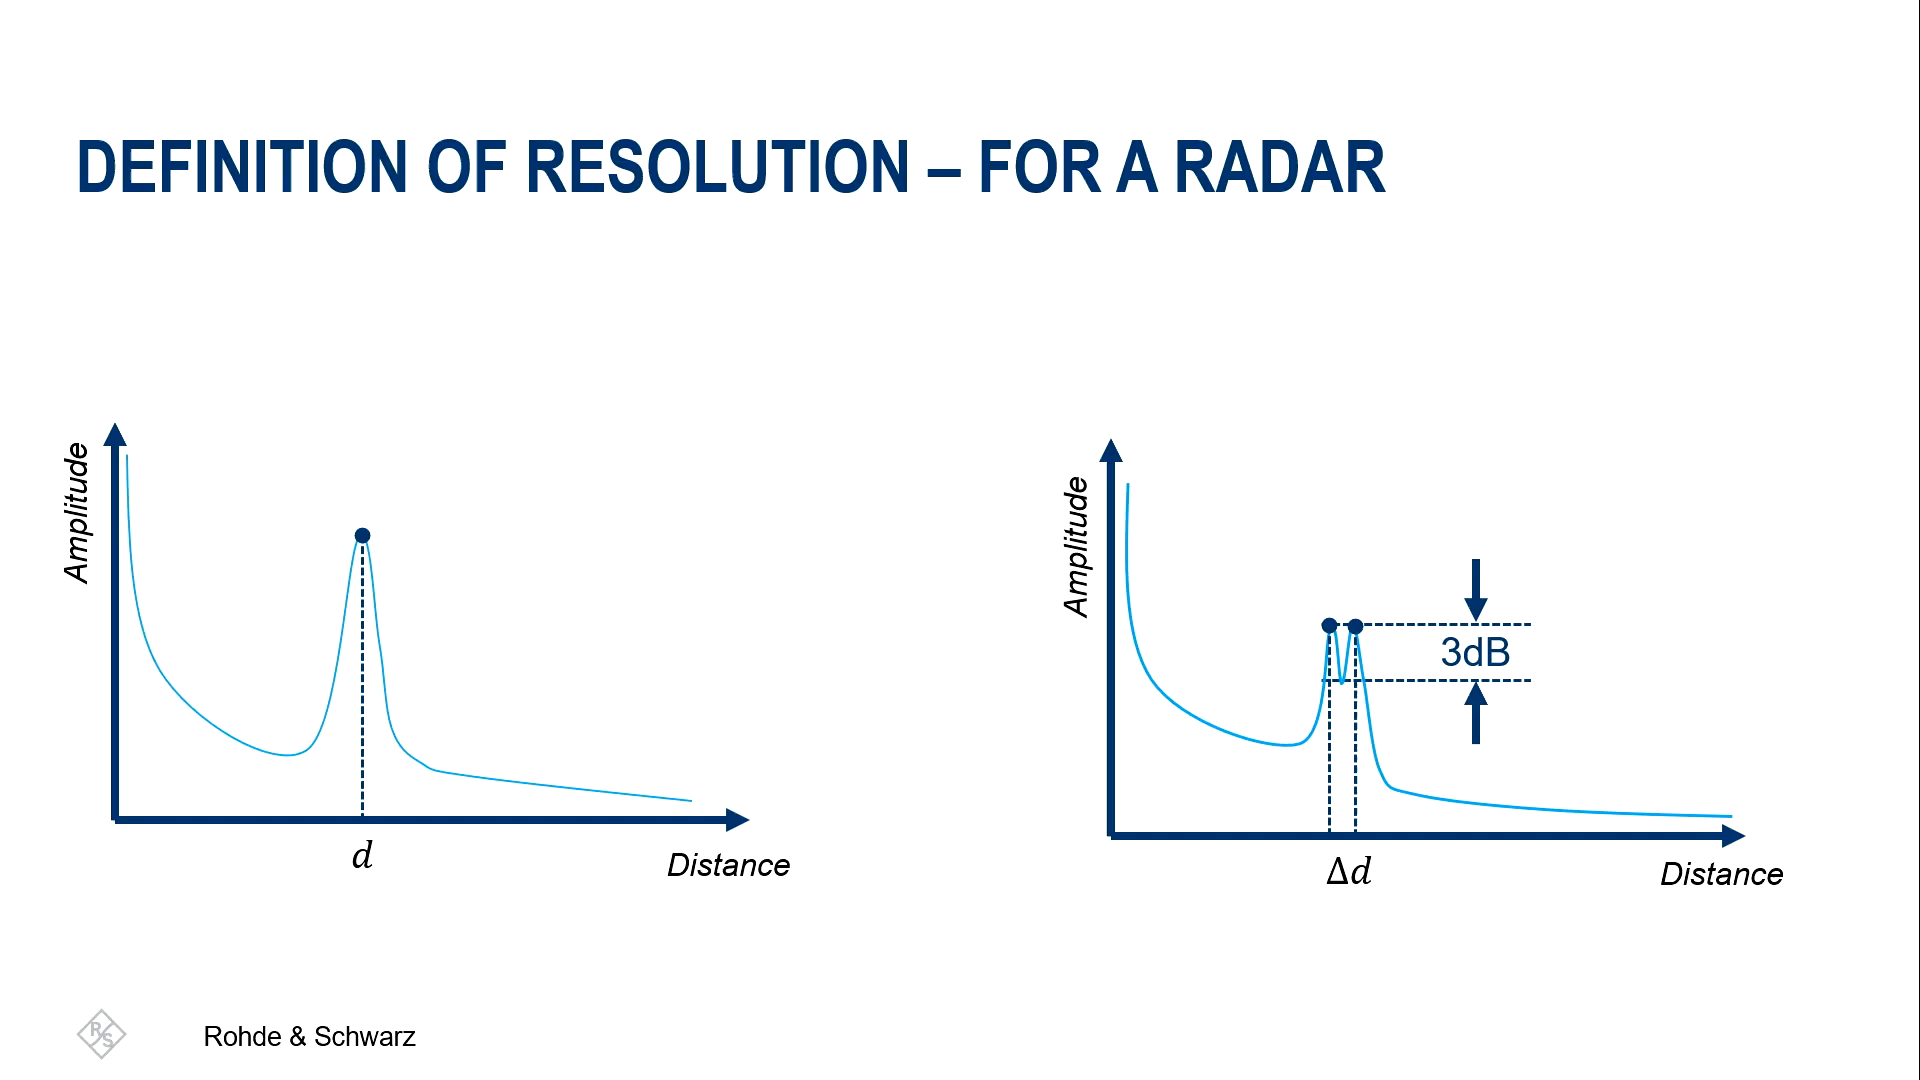 DEFINITION OF RESOLUTION – FOR A RADAR
Amplitude
d
Distance
Amplitude
3dB
Δd
Distance
R S
Rohde & Schwarz